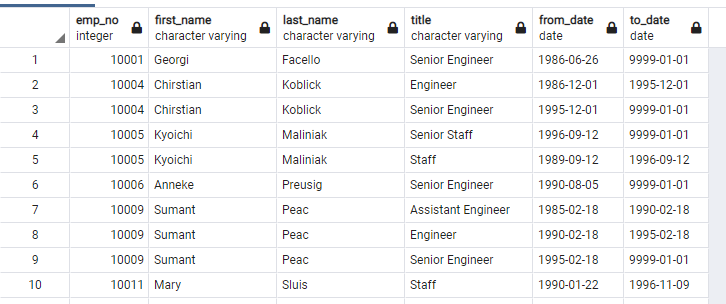 emp_no first_name last_name title from_date to_date
integer character varying character varying character varying date date
1 10001 Georgi Facello Senior Engineer 1986-06-26 9999-01-01
2 10004 Chirstian Koblick Engineer 1986-12-01 1995-12-01
3 10004 Chirstian Koblick Senior Engineer 1995-12-01 9999-01-01
4 10005 Kyoichi Maliniak Senior Staff 1996-09-12 9999-01-01
5 10005 Kyoichi Maliniak Staff 1989-09-12 1996-09-12
6 10006 Anneke Preusig Senior Engineer 1990-08-05 9999-01-01
7 10009 Sumant Peac Assistant Engineer 1985-02-18 1990-02-18
8 10009 Sumant Peac Engineer 1990-02-18 1995-02-18
9 10009 Sumant Peac Senior Engineer 1995-02-18 9999-01-01
10 10011 Mary Sluis Staff 1990-01-22 1996-11-09